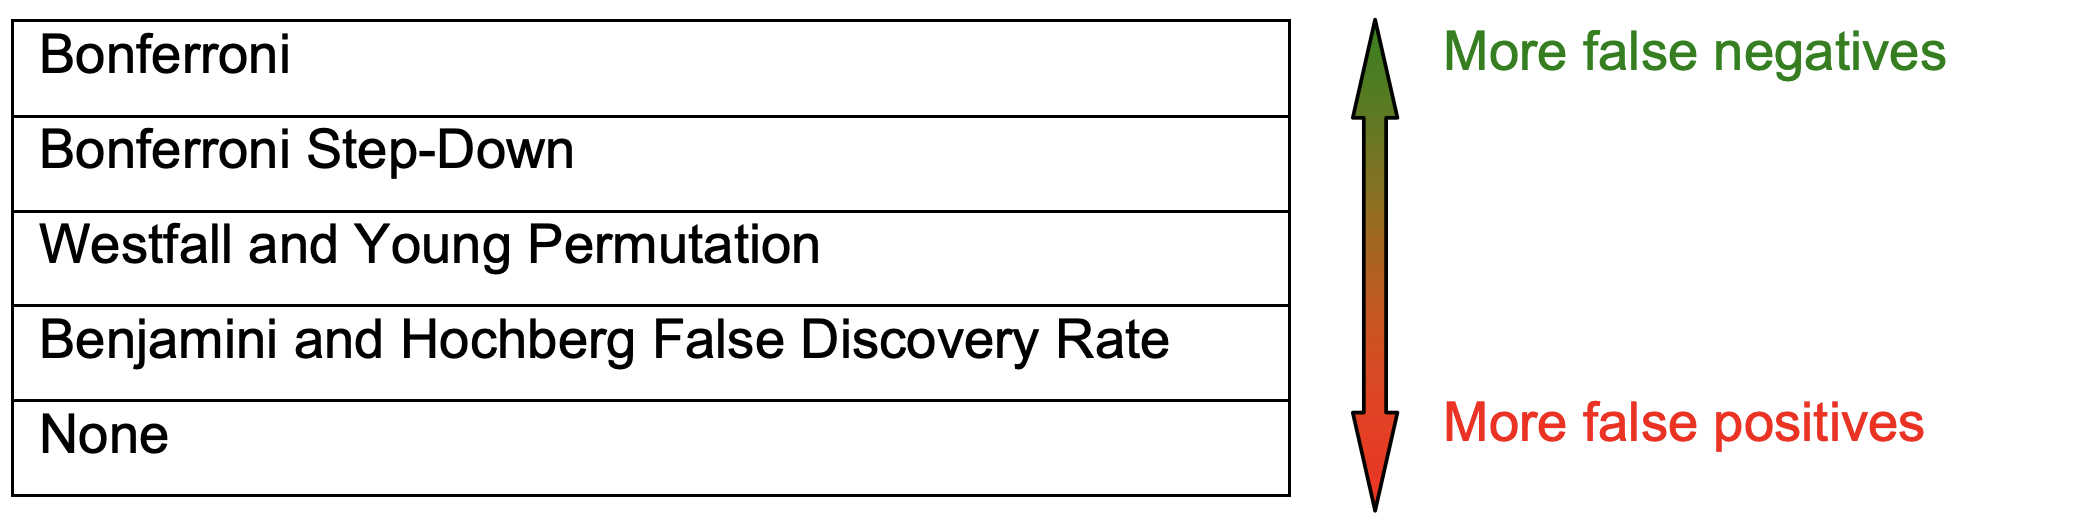 Bonferroni
More false negatives
Bonferroni Step-Down
Westfall and Young Permutation
Benjamini and Hochberg False Discovery Rate
More false positives
None